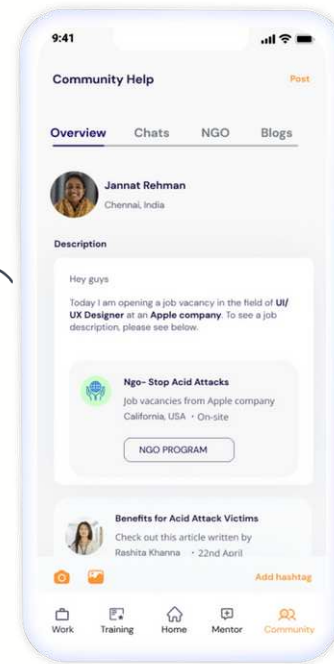 9:41
Community Help
Post
Overview Chats NGO Blogs
Jannat Rehman
Chennai, India
Description
Hey guys
Today I am opening a job vacancy in the field of UI/
UX Designer at an Apple company. To see a job
description, please see below.
Ngo- Stop Acid Attacks
Job vacancies from Apple company
California, USA • On-site
NGO PROGRAM
Benefits for Acid Attack Victims
Check out this article written by
Rashita Khanna • 22nd April
Add hashtag
Work Training Home Mentor Community